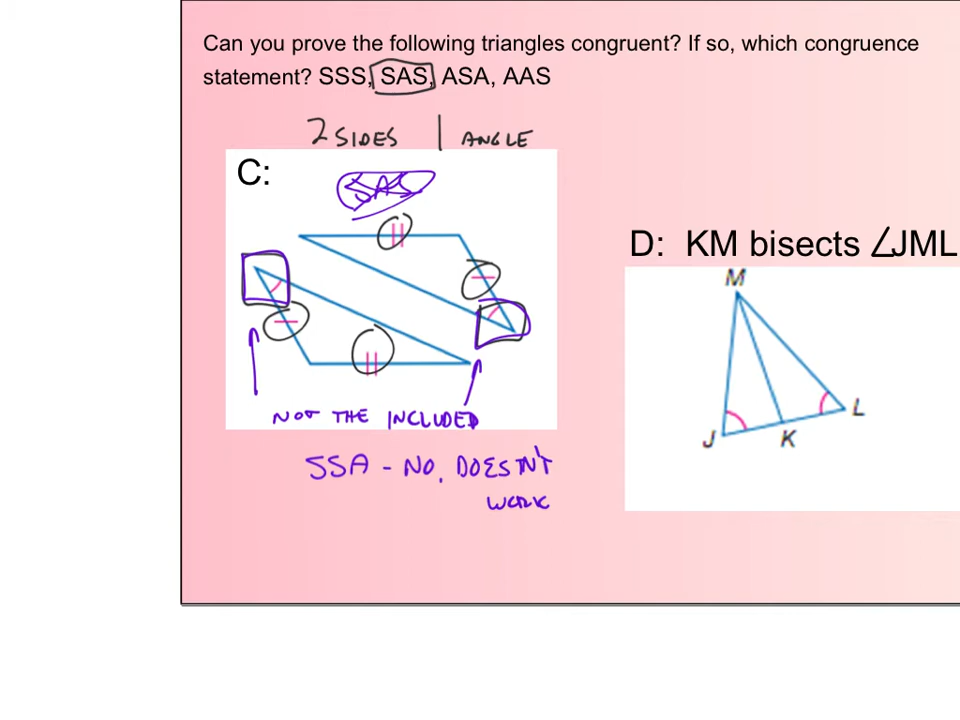 Can you prove the following triangles congruent? If so, which congruence
statement? SSS, SAS, ASA, AAS
2 SIDES 1 ANGLE
C:
SAS
NOT THE INCLUDED
SSA - NO, DOESN'T
WORK
D: KM bisects ∠JML
M
J
K
L